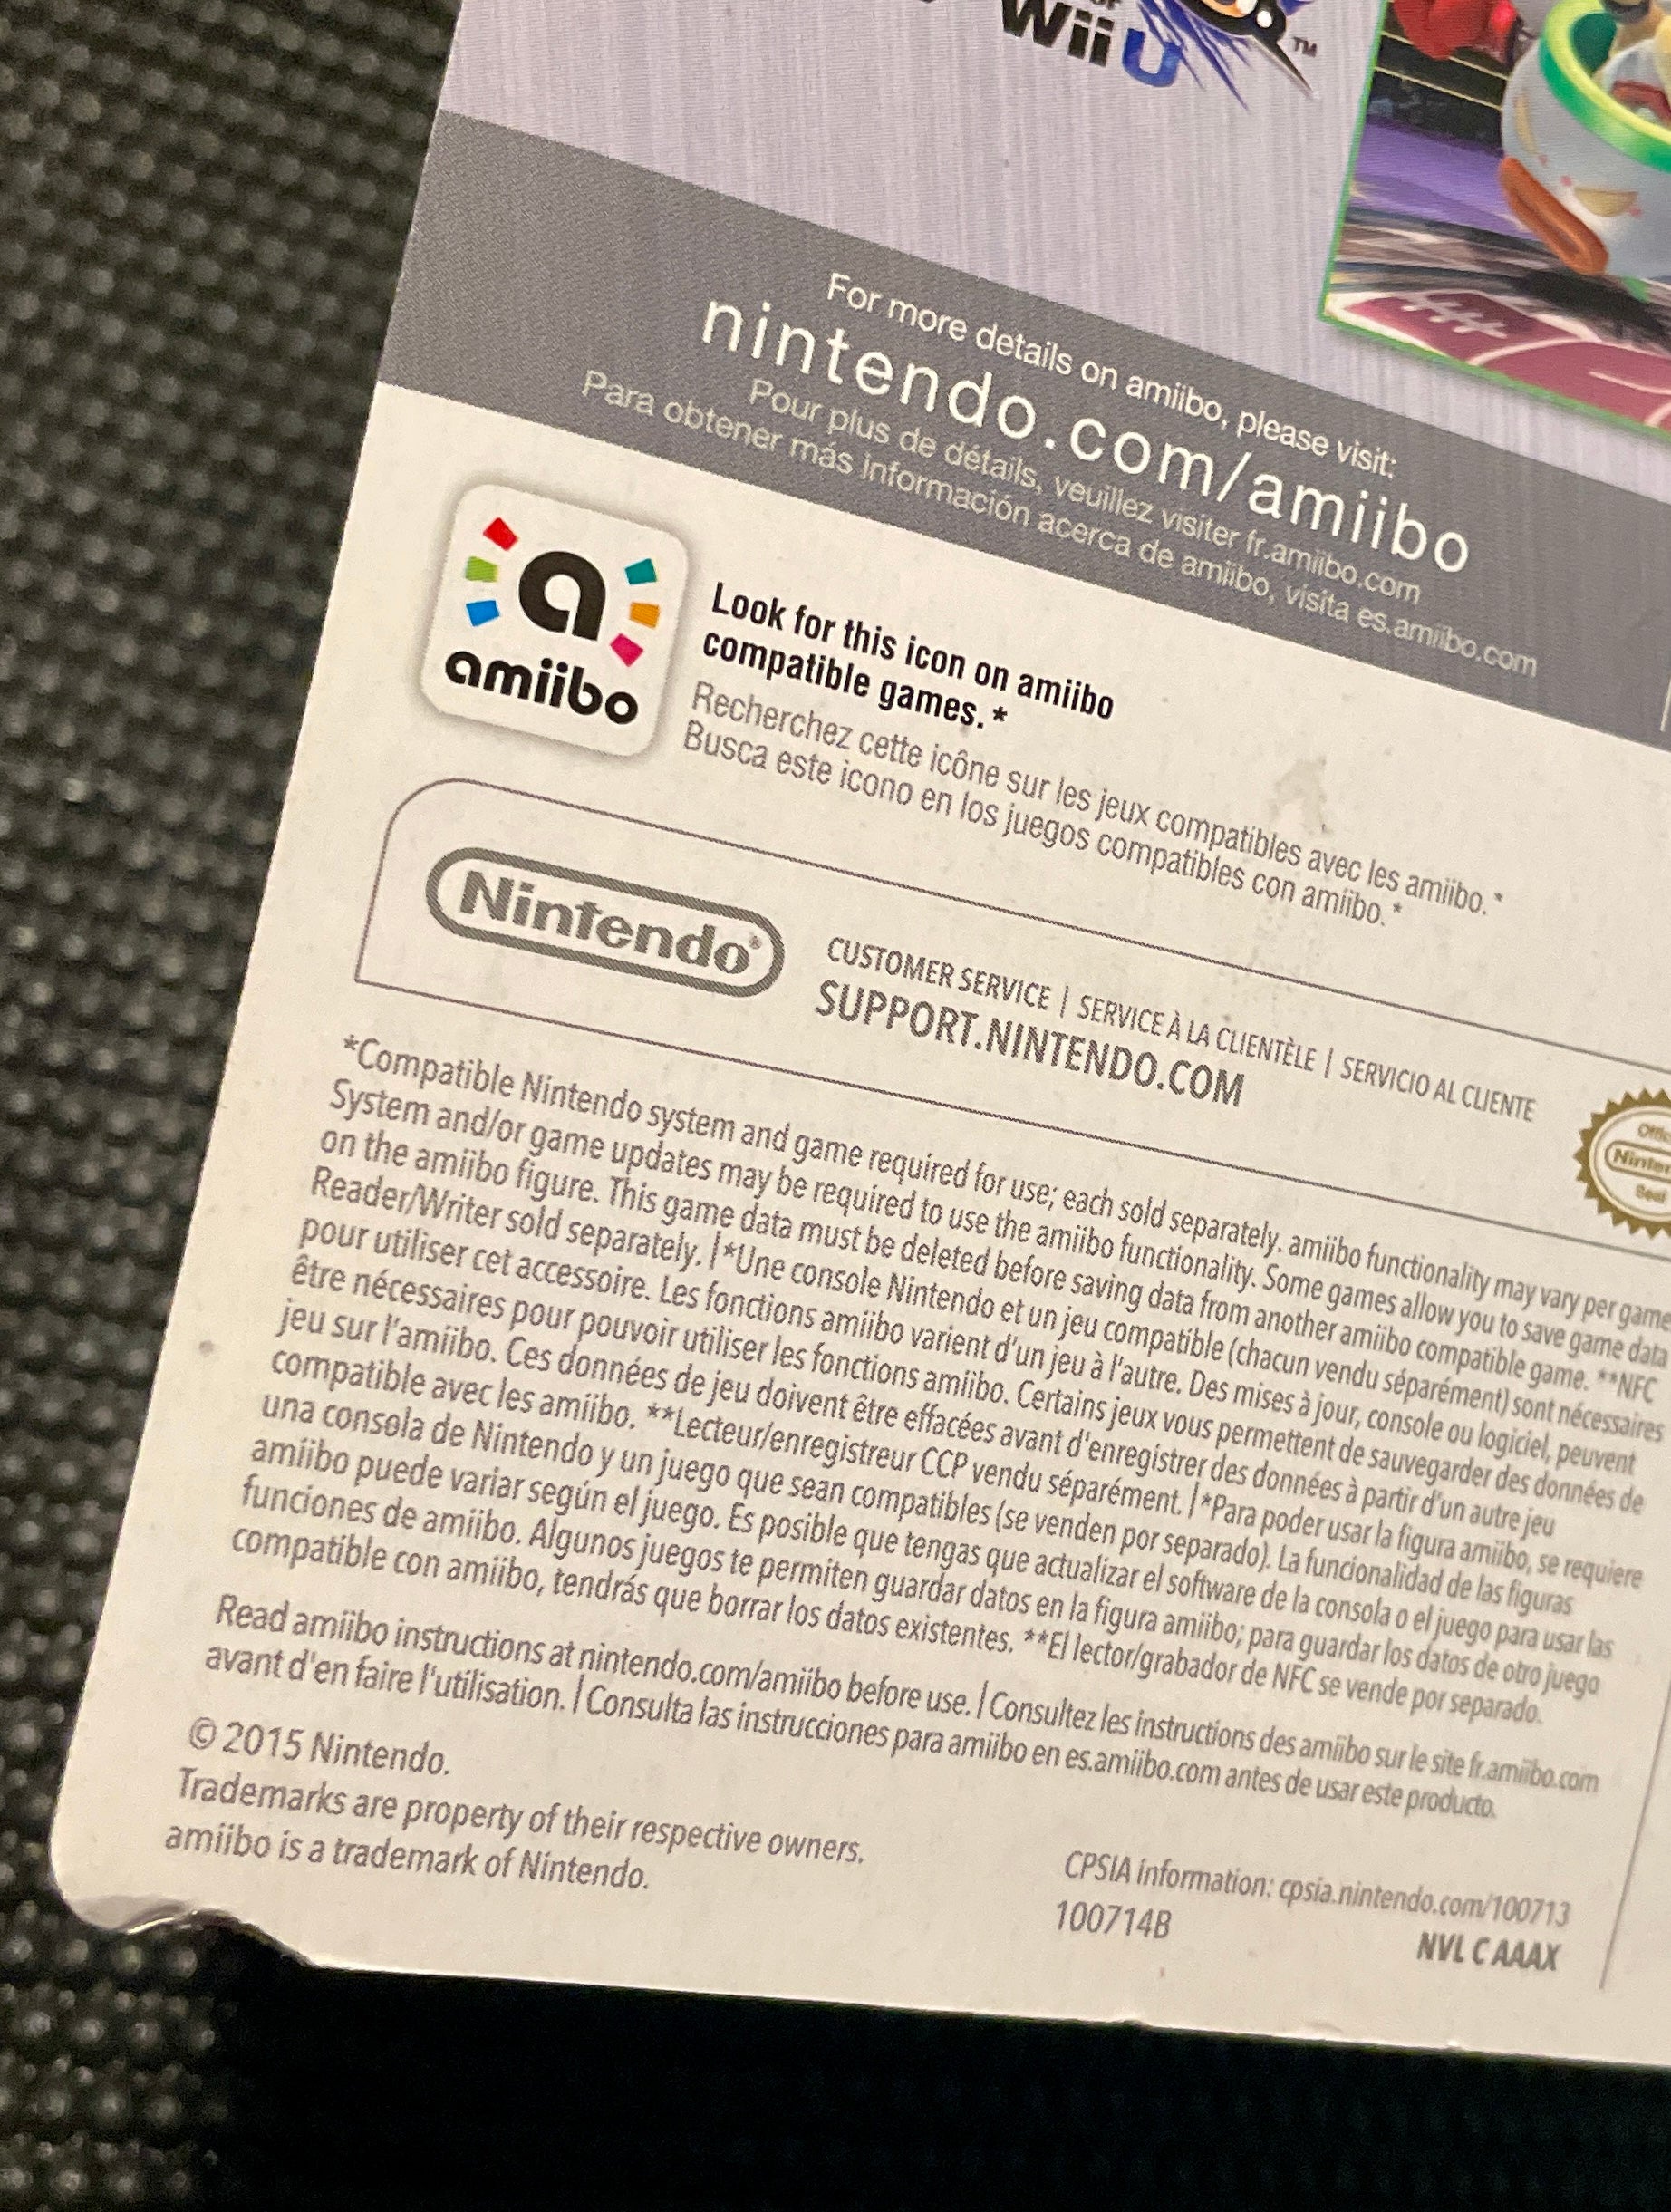 OF
Wii U
™
For more details on amiibo, please visit:
nintendo.com/amiibo
Pour plus de détails, veuillez visiter fr.amiibo.com
Para obtener más información acerca de amiibo, visita es.amiibo.com
amiibo
Look for this icon on amiibo
compatible games.*
Recherchez cette icône sur les jeux compatibles avec les amiibo.*
Busca este icono en los juegos compatibles con amiibo.*
Nintendo®
CUSTOMER SERVICE | SERVICE À LA CLIENTÈLE | SERVICIO AL CLIENTE
SUPPORT.NINTENDO.COM
Seal
*Compatible Nintendo system and game required for use; each sold separately. amiibo functionality may vary per game
System and/or game updates may be required to use the amiibo functionality. Some games allow you to save game data
on the amiibo figure. This game data must be deleted before saving data from another amiibo compatible game. **NFC
Reader/Writer sold separately. | *Une console Nintendo et un jeu compatible (chacun vendu séparément) sont nécessaires
pour utiliser cet accessoire. Les fonctions amiibo varient d'un jeu à l'autre. Des mises à jour, console ou logiciel, peuvent
être nécessaires pour pouvoir utiliser les fonctions amiibo. Certains jeux vous permettent de sauvegarder des données de
jeu sur l'amiibo. Ces données de jeu doivent être effacées avant d'enregistrer des données à partir d'un autre jeu
compatible avec les amiibo. **Lecteur/enregistreur CCP vendu séparément. | *Para poder usar la figura amiibo, se requiere
una consola de Nintendo y un juego que sean compatibles (se venden por separado). La funcionalidad de las figuras
amiibo puede variar según el juego. Es posible que tengas que actualizar el software de la consola o el juego para usar las
funciones de amiibo. Algunos juegos te permiten guardar datos en la figura amiibo; para guardar los datos de otro juego
compatible con amiibo, tendrás que borrar los datos existentes. **El lector/grabador de NFC se vende por separado.
Read amiibo instructions at nintendo.com/amiibo before use. | Consultez les instructions des amiibo sur le site fr.amiibo.com
avant d'en faire l'utilisation. | Consulta las instrucciones para amiibo en es.amiibo.com antes de usar este producto.
© 2015 Nintendo.
Trademarks are property of their respective owners.
amiibo is a trademark of Nintendo.
CPSIA information: cpsia.nintendo.com/100713
100714B
NVL C AAAX